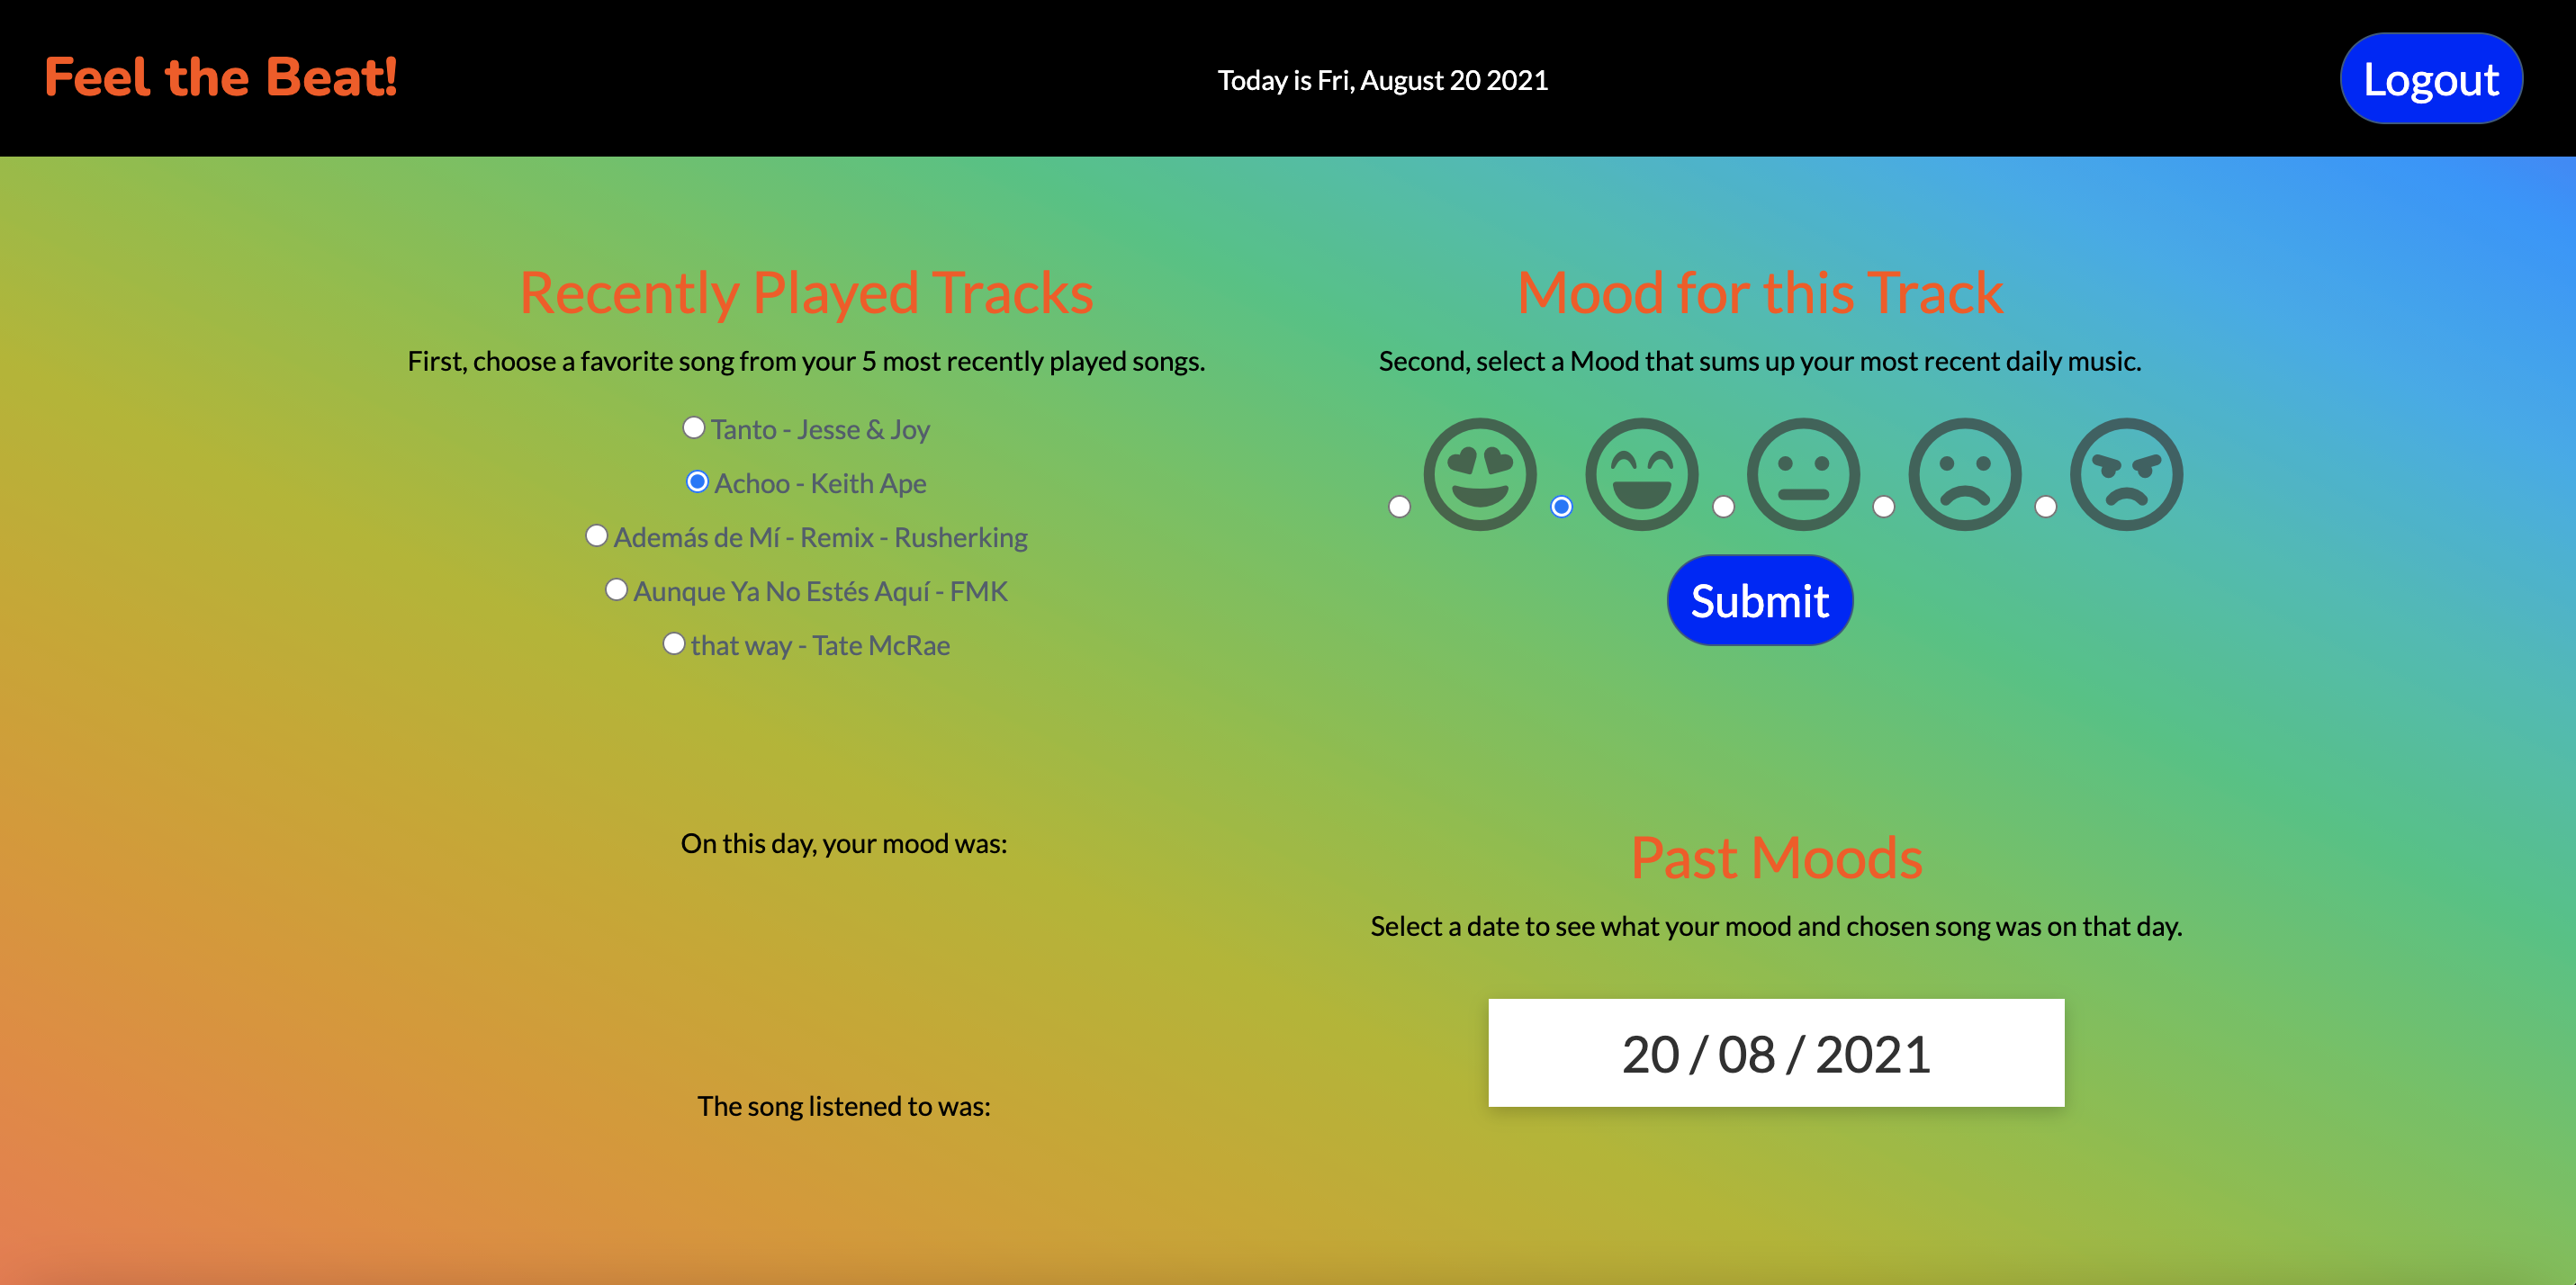 Feel the Beat!
Today is Fri, August 20 2021
Logout
Recently Played Tracks
First, choose a favorite song from your 5 most recently played songs.
Tanto - Jesse & Joy
Achoo - Keith Ape
Además de Mí - Remix - Rusherking
Aunque Ya No Estés Aquí - FMK
that way - Tate McRae
Mood for this Track
Second, select a Mood that sums up your most recent daily music.
Submit
On this day, your mood was:
The song listened to was:
Past Moods
Select a date to see what your mood and chosen song was on that day.
20 / 08 / 2021